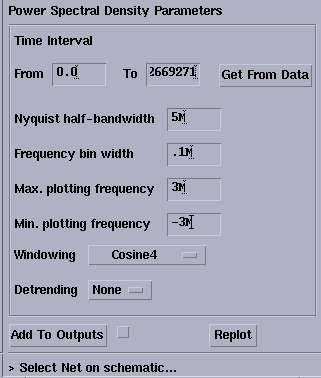 Power Spectral Density Parameters
Time Interval
From 0.0 To 2669271 Get From Data
Nyquist half-bandwidth 5M
Frequency bin width .1M
Max. plotting frequency 3M
Min. plotting frequency -3M
Windowing Cosine4
Detrending None
Add To Outputs Replot
> Select Net on schematic...